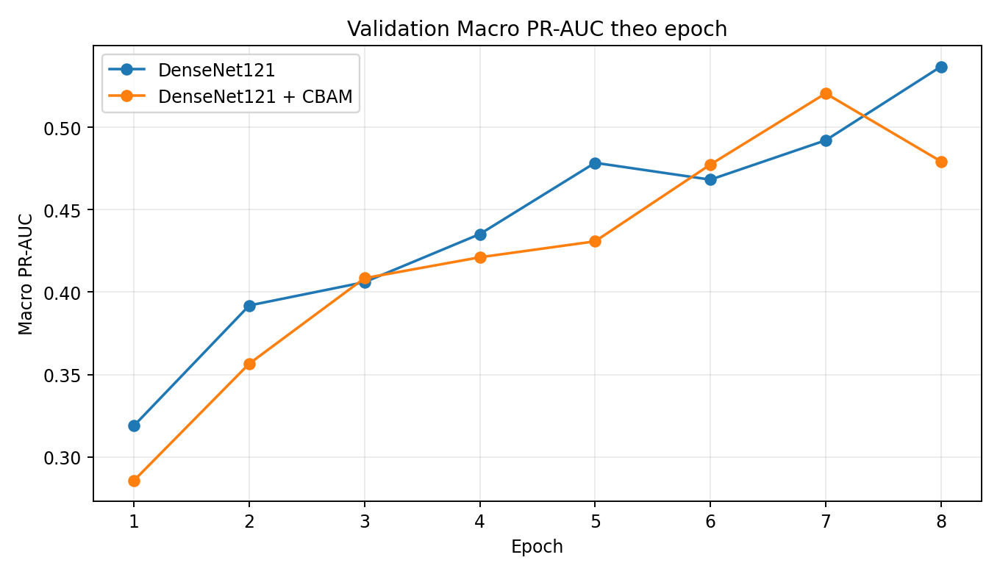 Validation Macro PR-AUC theo epoch
DenseNet121
DenseNet121 + CBAM
Macro PR-AUC
0.50
0.45
0.40
0.35
0.30
1 2 3 4 5 6 7 8
Epoch